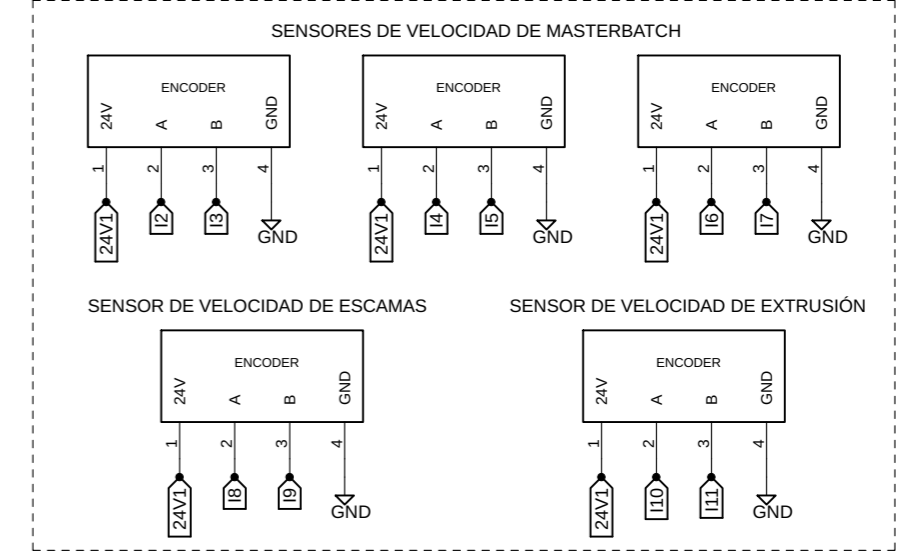 SENSORES DE VELOCIDAD DE MASTERBATCH
ENCODER ENCODER ENCODER
24V A B GND 24V A B GND 24V A B GND
1 2 3 4 1 2 3 4 1 2 3 4
24V1 I2 I3 GND 24V1 I4 I5 GND 24V1 I6 I7 GND
SENSOR DE VELOCIDAD DE ESCAMAS SENSOR DE VELOCIDAD DE EXTRUSIÓN
ENCODER ENCODER
24V A B GND 24V A B GND
1 2 3 4 1 2 3 4
24V1 I8 I9 GND 24V1 I10 I11 GND